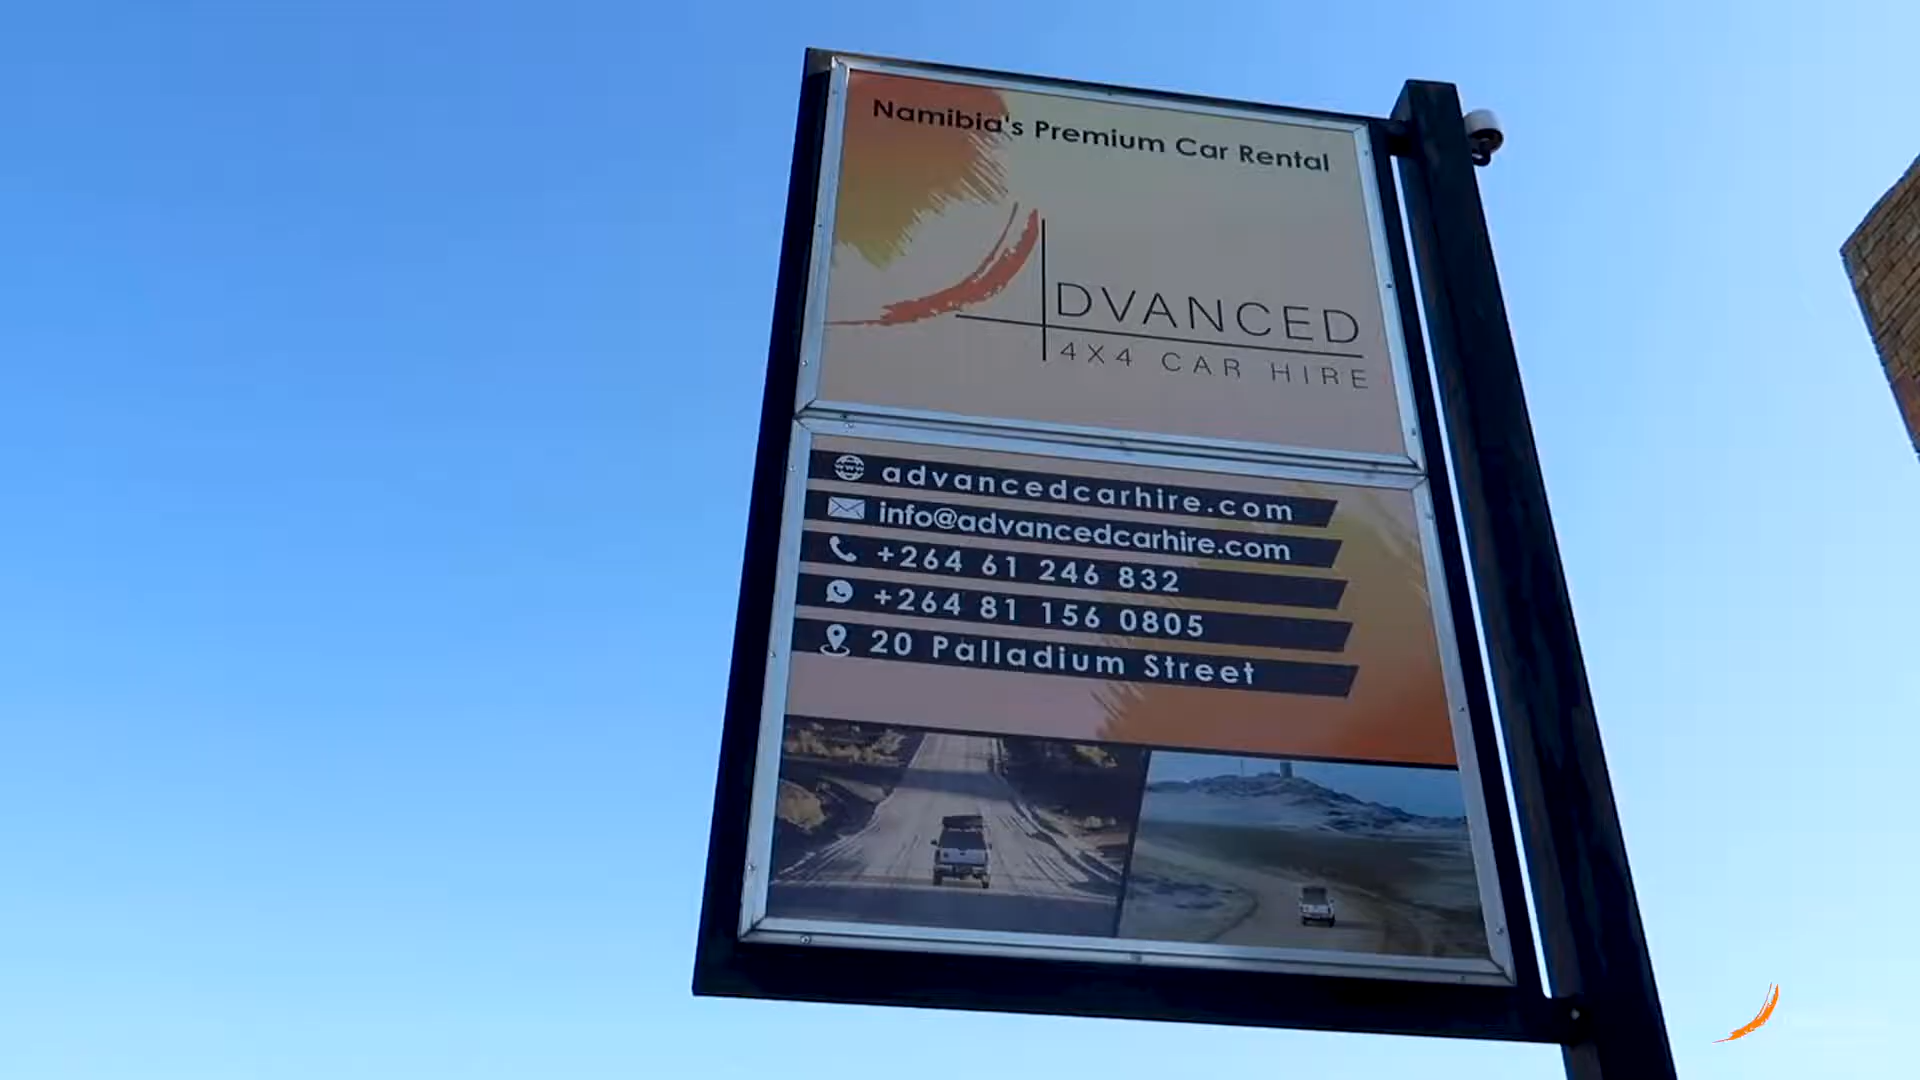 Namibia's Premium Car Rental
DVANCED
4X4 CAR HIRE
advancedcarhire.com
info@advancedcarhire.com
+264 61 246 832
+264 81 156 0805
20 Palladium Street